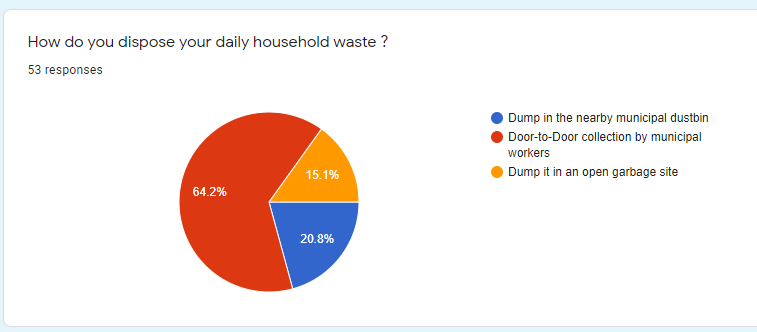 How do you dispose your daily household waste ?
53 responses
Dump in the nearby municipal dustbin
Door-to-Door collection by municipal
workers
Dump it in an open garbage site
15.1%
64.2%
20.8%